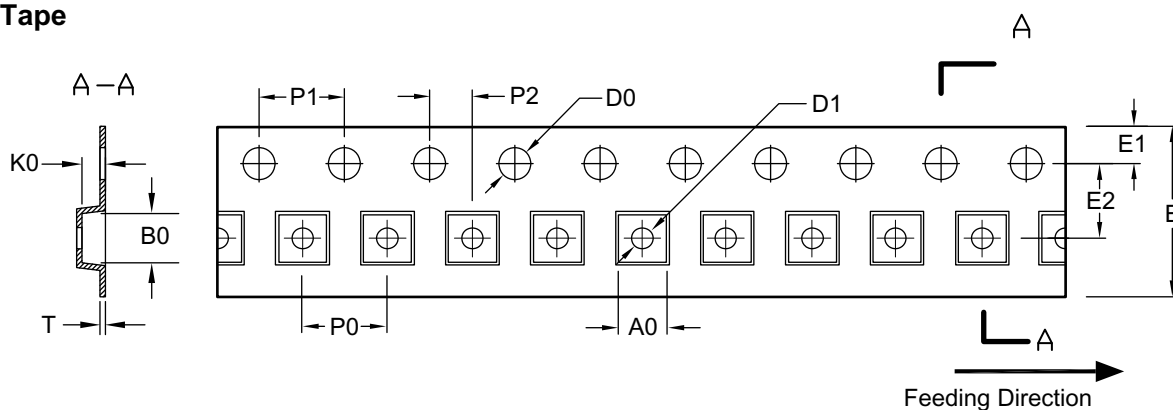 Tape
A
A–A
P1
P2
D0
D1
E1
K0
E2
B0
T
P0
A0
A
Feeding Direction